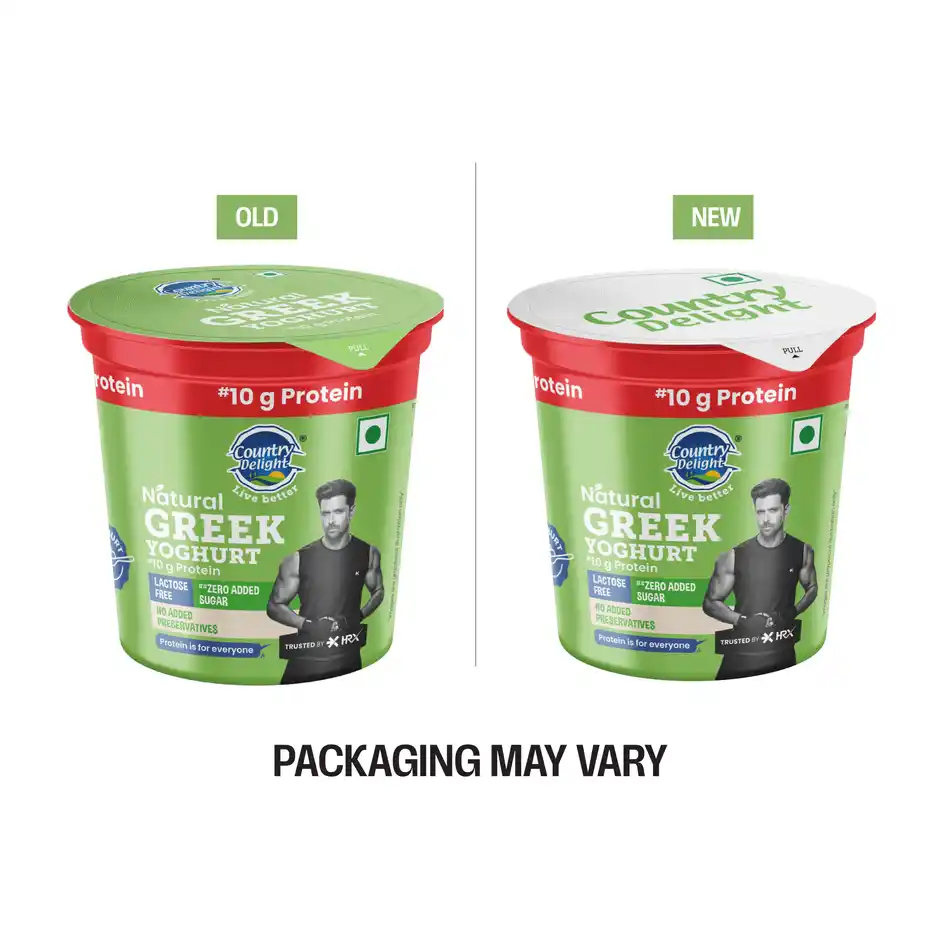 OLD
Country
Delight
Natural
GREEK
YOGHURT
10 g Protein
PULL
rotein
#10 g Protein
Country
Delight
®
Live better
Natural
GREEK
YOGHURT
#10 g Protein
LACTOSE
FREE
##ZERO ADDED
SUGAR
NO ADDED
PRESERVATIVES
Protein is for everyone
TRUSTED BY HRX
NEW
Country
Delight
PULL
rotein
#10 g Protein
Country
Delight
®
Live better
Natural
GREEK
YOGHURT
#10 g Protein
LACTOSE
FREE
##ZERO ADDED
SUGAR
NO ADDED
PRESERVATIVES
Protein is for everyone
TRUSTED BY HRX
PACKAGING MAY VARY